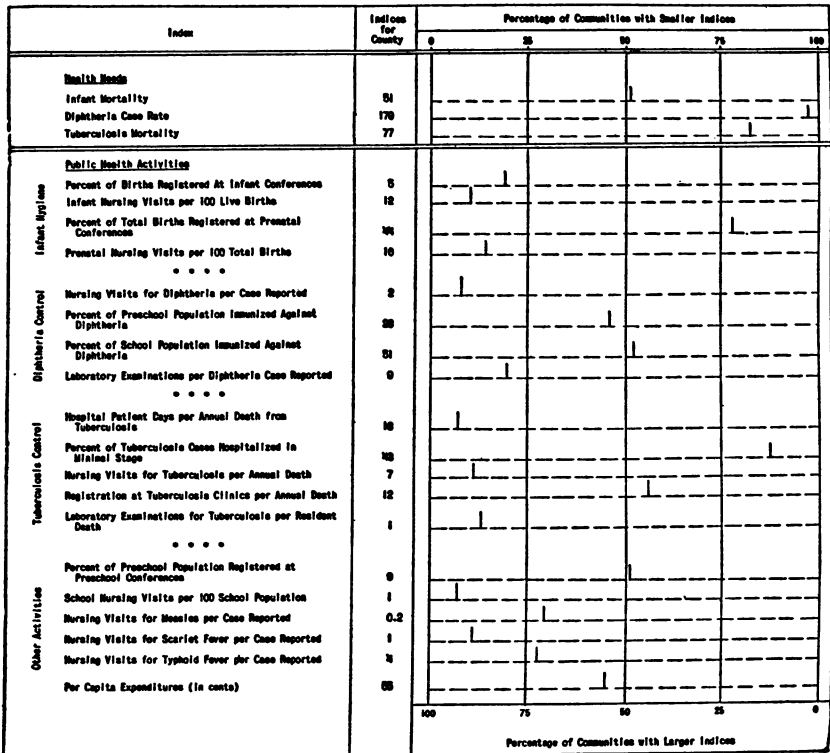 Index
Indices for County
Percentage of Communities with Smaller Indices
0 25 50 75 100
Health Needs
Infant Mortality 51
Diphtheria Case Rate 170
Tuberculosis Mortality 77
Infant Hygiene
Public Health Activities
Percent of Births Registered At Infant Conferences 5
Infant Nursing Visits per 100 Live Births 12
Percent of Total Births Registered at Prenatal
Conferences
Prenatal Nursing Visits per 100 Total Births
* * * *
Diphtheria Control
Nursing Visits for Diphtheria per Case Reported 2
Percent of Preschool Population Immunized Against
Diphtheria
Percent of School Population Immunized Against
Diphtheria 51
Laboratory Examinations per Diphtheria Case Reported 9
* * * *
Tuberculosis Control
Hospital Patient Days per Annual Death from
Tuberculosis
Percent of Tuberculosis Cases Hospitalized in
Minimal Stage
Nursing Visits for Tuberculosis per Annual Death 7
Registration at Tuberculosis Clinics per Annual Death 12
Laboratory Examinations for Tuberculosis per Resident
Death 1
* * * *
Other Activities
Percent of Preschool Population Registered at
Preschool Conferences 9
School Nursing Visits per 100 School Population 1
Nursing Visits for Measles per Case Reported 0.2
Nursing Visits for Scarlet Fever per Case Reported 1
Nursing Visits for Typhoid Fever per Case Reported 4
Per Capita Expenditures (in cents)
100 75 50 25 0
Percentage of Communities with Larger Indices